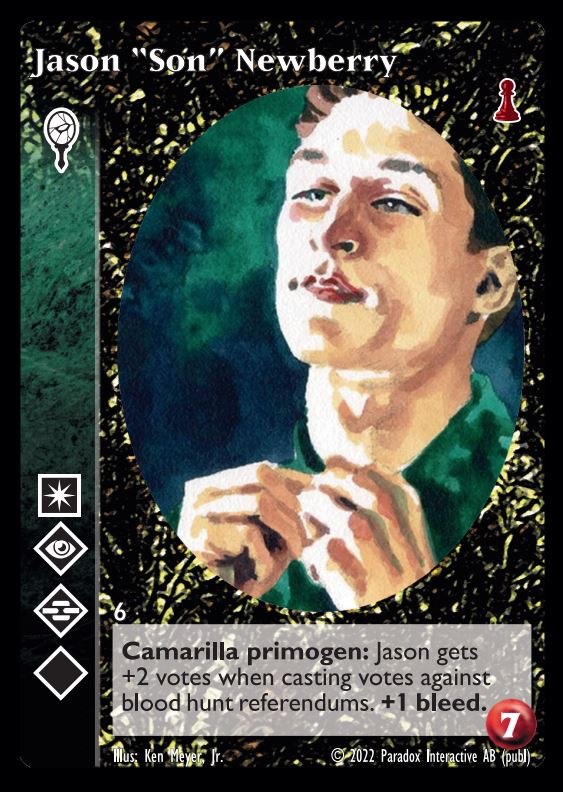 Jason "Son" Newberry
6
Camarilla primogen: Jason gets
+2 votes when casting votes against
blood hunt referendums. +1 bleed.
7
Illus: Ken Meyer, Jr. © 2022 Paradox Interactive AB (publ)